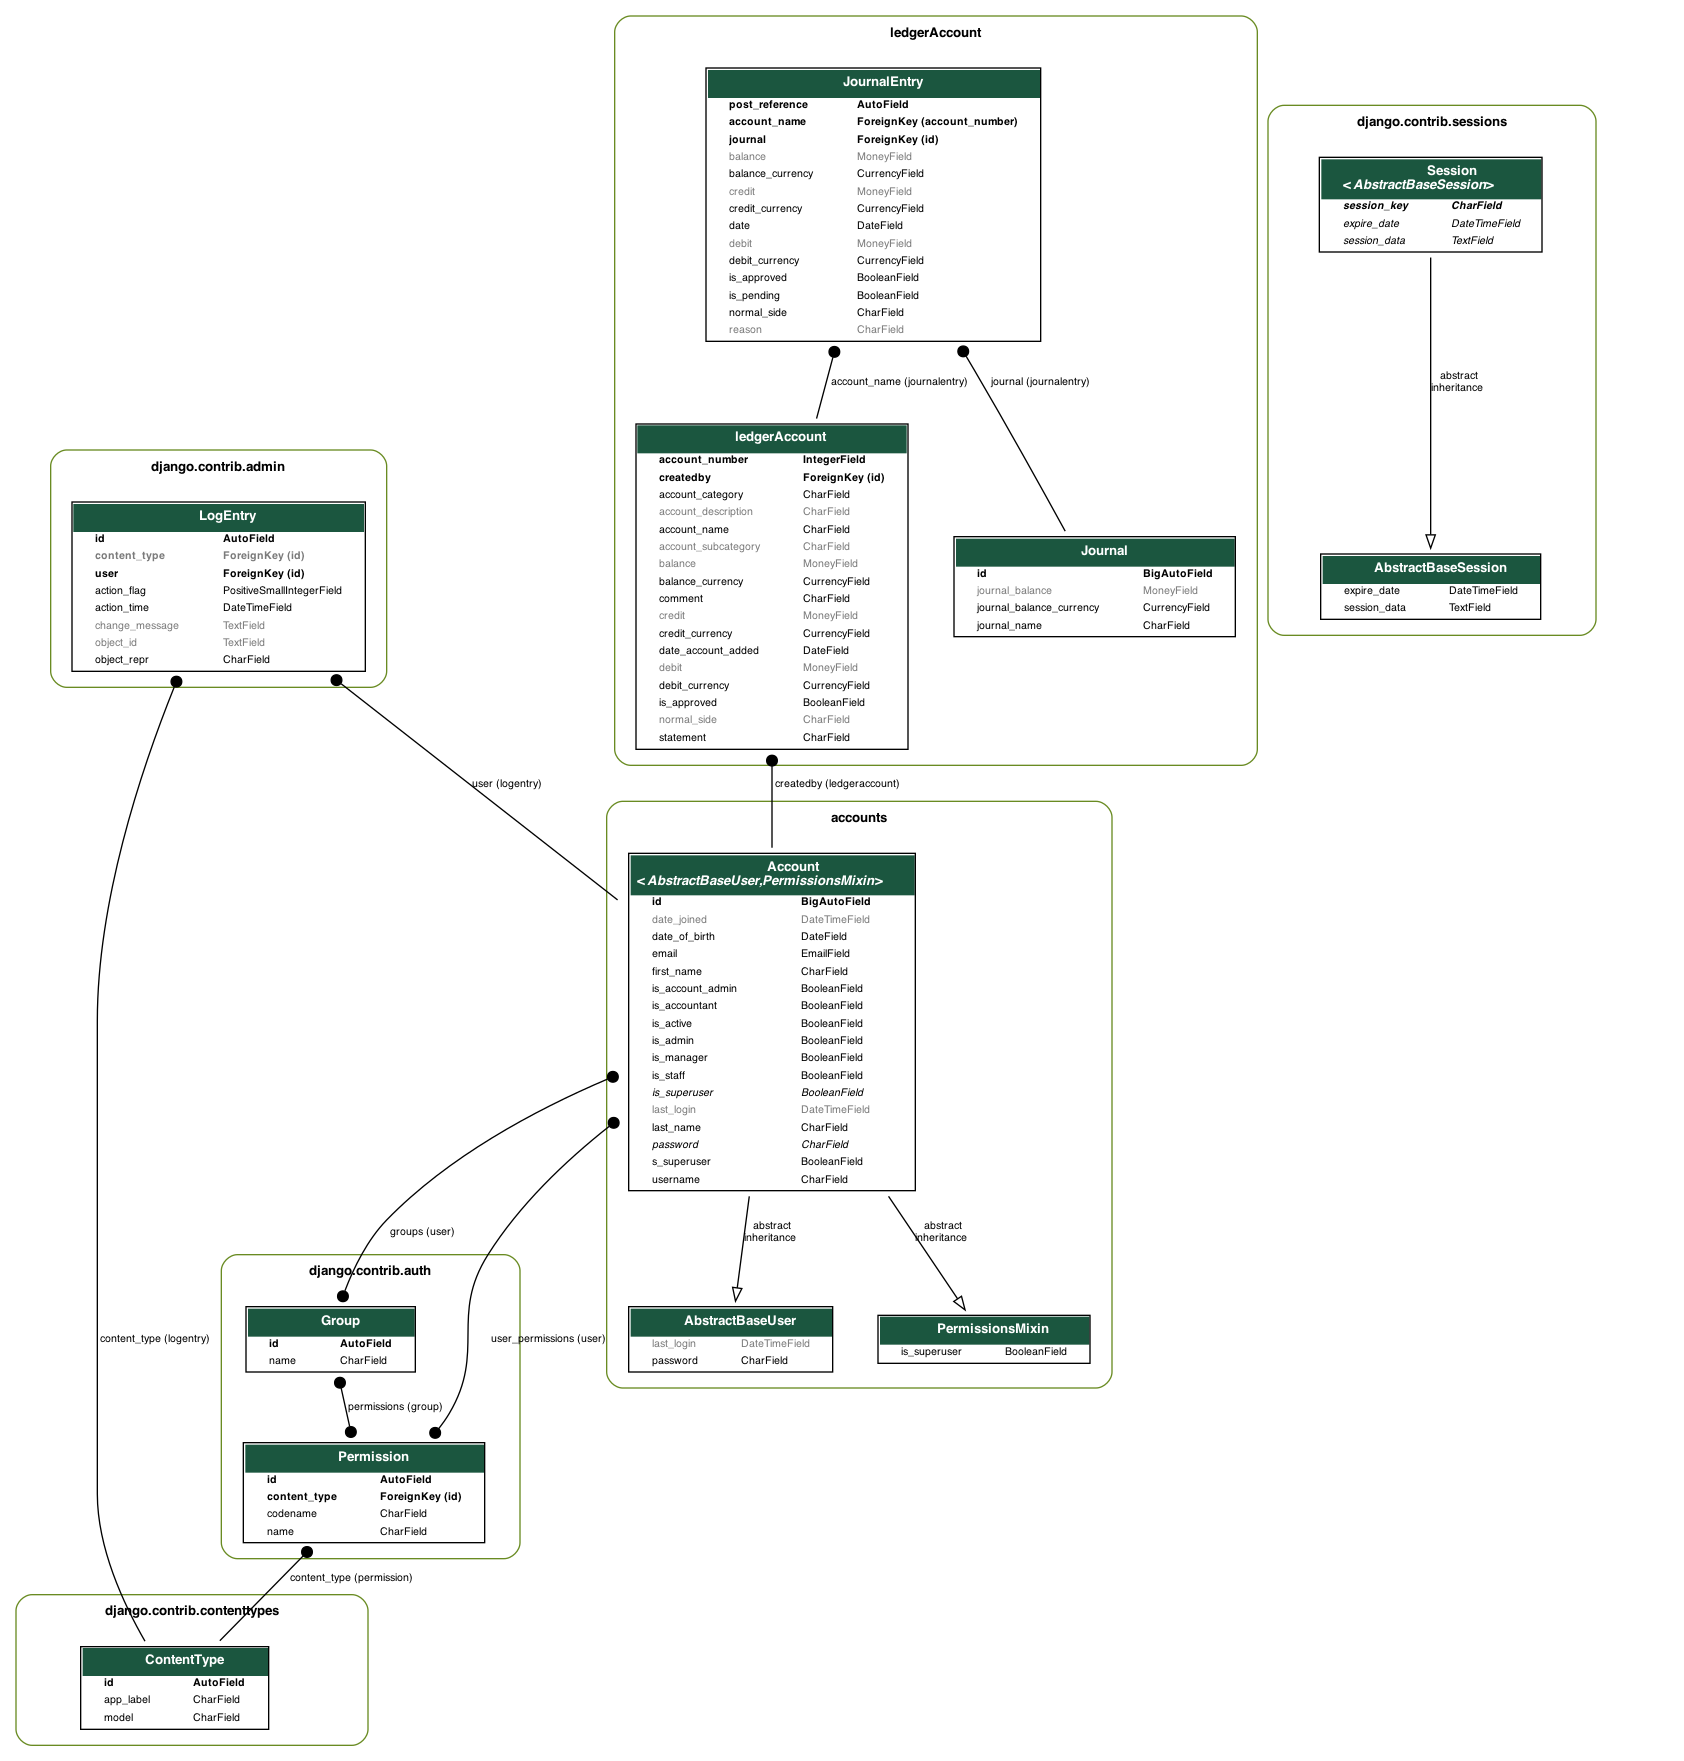 ledgerAccount
JournalEntry
post_reference AutoField
account_name ForeignKey (account_number)
journal ForeignKey (id)
balance MoneyField
balance_currency CurrencyField
credit MoneyField
credit_currency CurrencyField
date DateField
debit MoneyField
debit_currency CurrencyField
is_approved BooleanField
is_pending BooleanField
normal_side CharField
reason CharField
account_name (journalentry)
journal (journalentry)
ledgerAccount
account_number IntegerField
createdby ForeignKey (id)
account_category CharField
account_description CharField
account_name CharField
account_subcategory CharField
balance MoneyField
balance_currency CurrencyField
comment CharField
credit MoneyField
credit_currency CurrencyField
date_account_added DateField
debit MoneyField
debit_currency CurrencyField
is_approved BooleanField
normal_side CharField
statement CharField
Journal
id BigAutoField
journal_balance MoneyField
journal_balance_currency CurrencyField
journal_name CharField
django.contrib.sessions
Session
<AbstractBaseSession>
session_key CharField
expire_date DateTimeField
session_data TextField
abstract
inheritance
AbstractBaseSession
expire_date DateTimeField
session_data TextField
django.contrib.admin
LogEntry
id AutoField
content_type ForeignKey (id)
user ForeignKey (id)
action_flag PositiveSmallIntegerField
action_time DateTimeField
change_message TextField
object_id TextField
object_repr CharField
user (logentry)
createdby (ledgeraccount)
accounts
Account
<AbstractBaseUser,PermissionsMixin>
id BigAutoField
date_joined DateTimeField
date_of_birth DateField
email EmailField
first_name CharField
is_account_admin BooleanField
is_accountant BooleanField
is_active BooleanField
is_admin BooleanField
is_manager BooleanField
is_staff BooleanField
is_superuser BooleanField
last_login DateTimeField
last_name CharField
password CharField
s_superuser BooleanField
username CharField
abstract
inheritance
abstract
inheritance
AbstractBaseUser
last_login DateTimeField
password CharField
PermissionsMixin
is_superuser BooleanField
groups (user)
django.contrib.auth
Group
id AutoField
name CharField
content_type (logentry)
user_permissions (user)
permissions (group)
Permission
id AutoField
content_type ForeignKey (id)
codename CharField
name CharField
content_type (permission)
django.contrib.contenttypes
ContentType
id AutoField
app_label CharField
model CharField